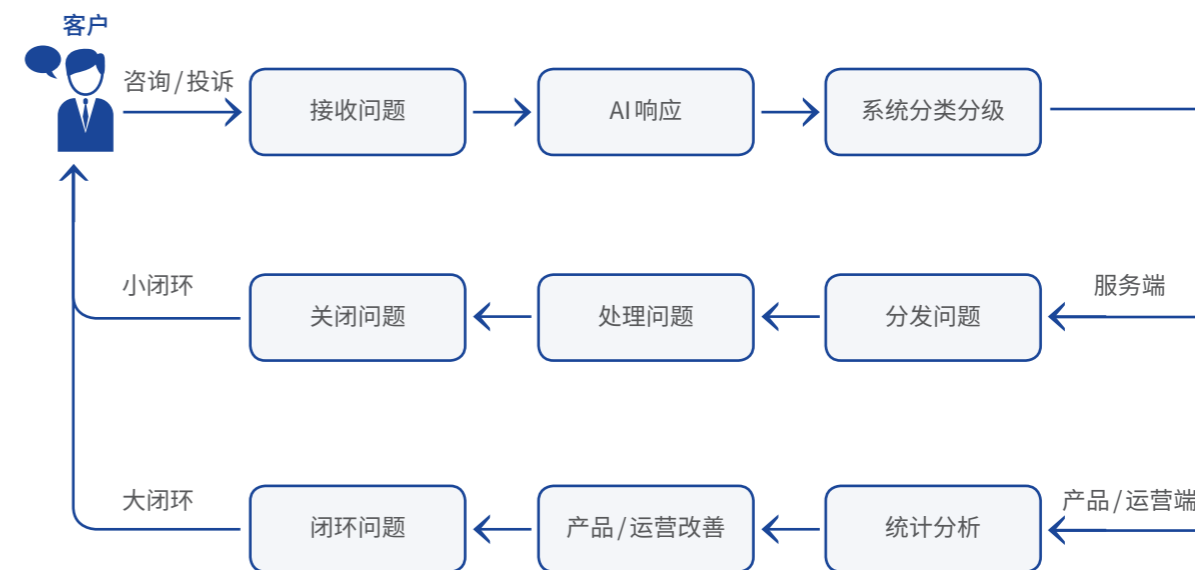 客户
咨询/投诉
接收问题
AI响应
系统分类分级
小闭环
关闭问题
处理问题
分发问题
服务端
大闭环
闭环问题
产品/运营改善
统计分析
产品/运营端